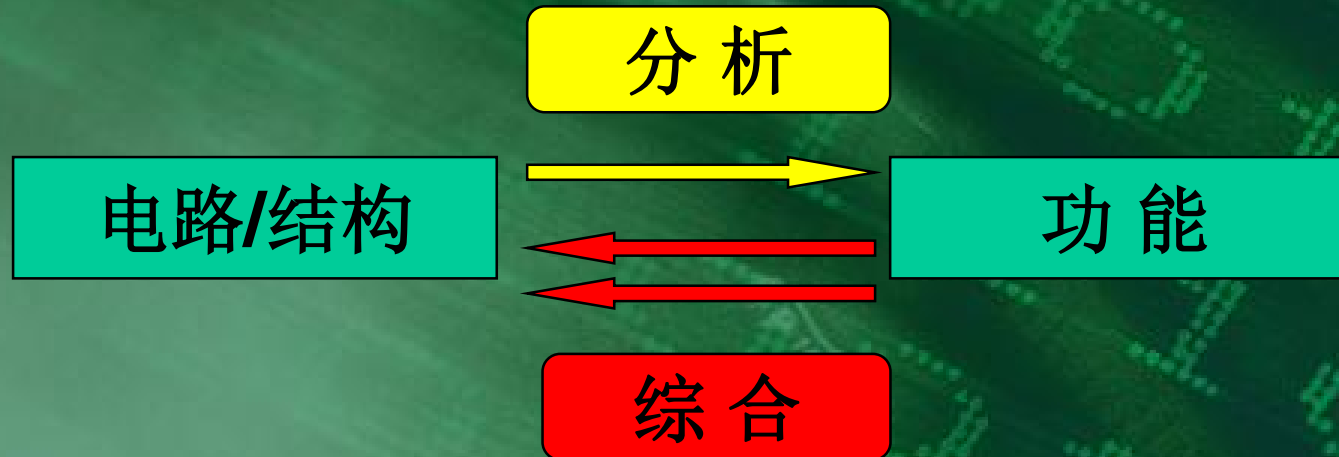 分 析
电路/结构
功 能
综 合